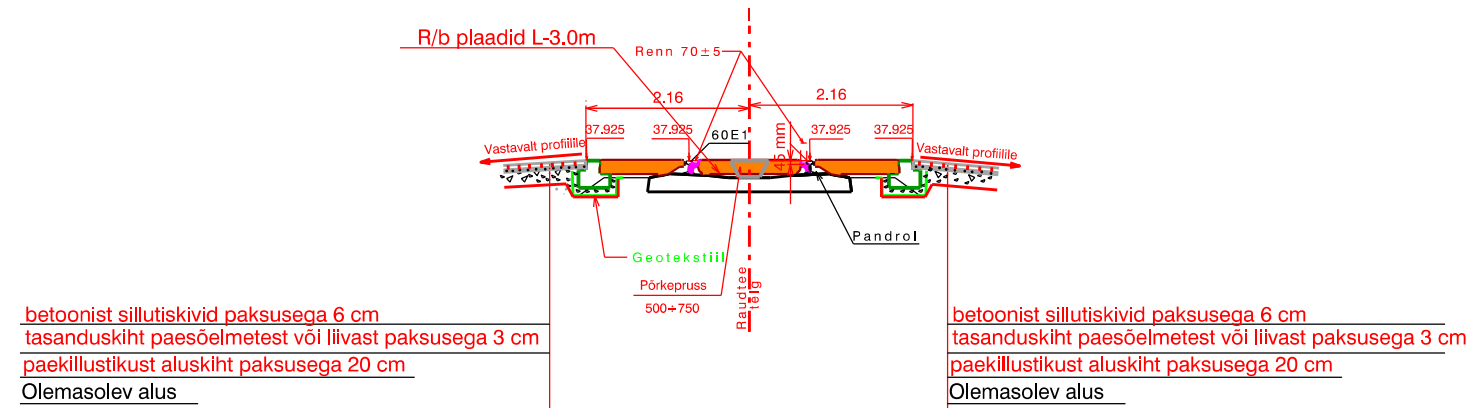 R/b plaadid L-3.0m
Renn 70±5
2.16
2.16
37.925
37.925
60E1
45 mm
37.925
37.925
Vastavalt profiilile
Vastavalt profiilile
Pandrol
Geotekstiil
Põrkepruss
500÷750
Raudtee
telg
betoonist sillutiskivid paksusega 6 cm
tasanduskiht paesõelmetest või liivast paksusega 3 cm
paekillustikust aluskiht paksusega 20 cm
Olemasolev alus
betoonist sillutiskivid paksusega 6 cm
tasanduskiht paesõelmetest või liivast paksusega 3 cm
paekillustikust aluskiht paksusega 20 cm
Olemasolev alus